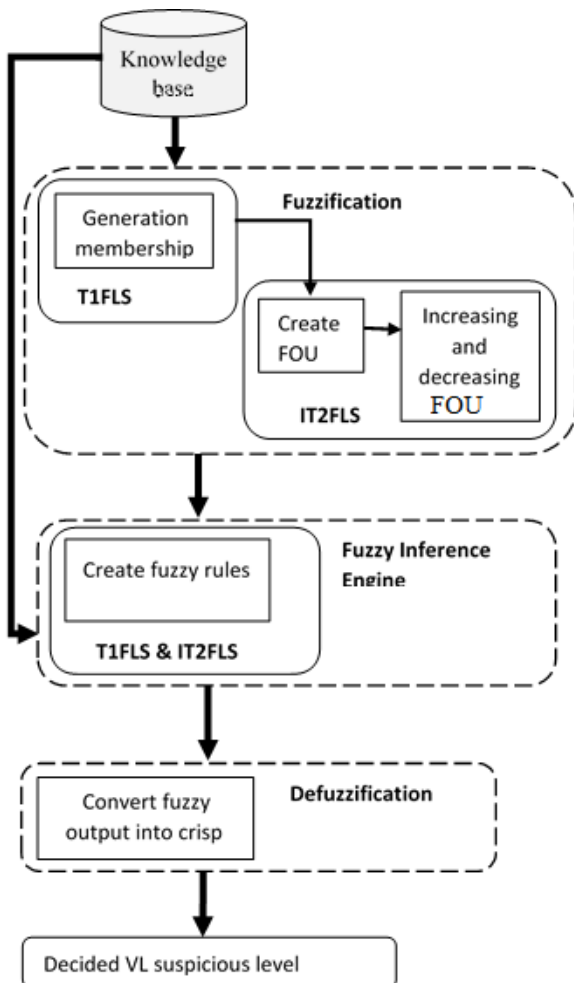 Knowledge
base
Fuzzification
Generation
membership
T1FLS
Create
FOU
Increasing
and
decreasing
FOU
IT2FLS
Fuzzy Inference
Engine
Create fuzzy rules
T1FLS & IT2FLS
Defuzzification
Convert fuzzy
output into crisp
Decided VL suspicious level